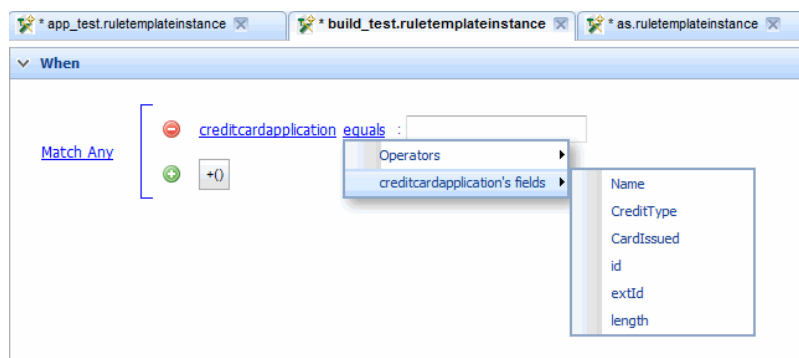 * app_test.ruletemplateinstance * build_test.ruletemplateinstance * as.ruletemplateinstance
When
creditcardapplication equals :
Match Any
+()
Operators
creditcardapplication's fields
Name
CreditType
CardIssued
id
extId
length